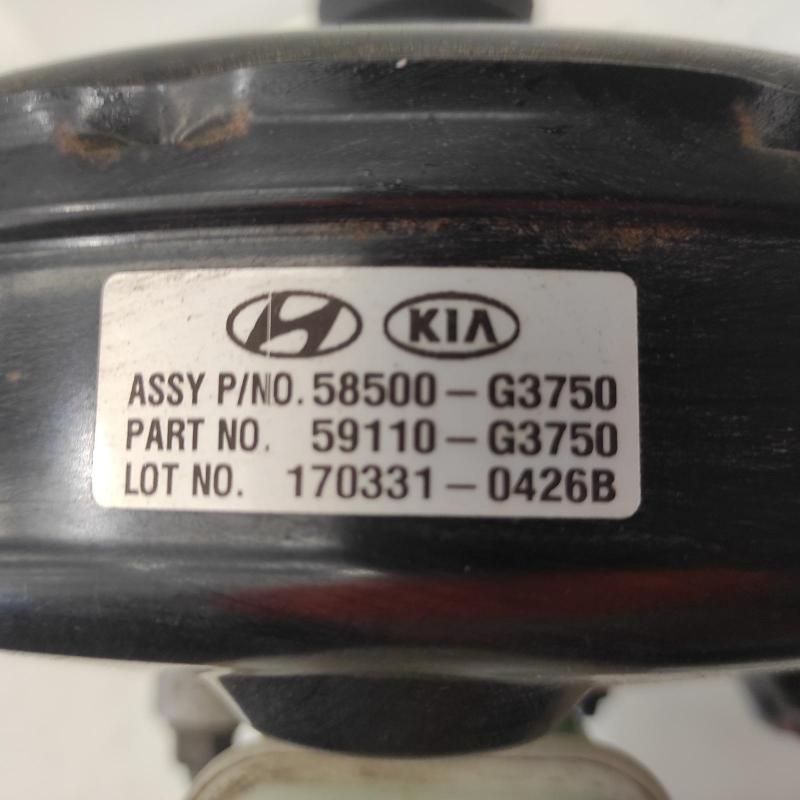 KIA
ASSY P/NO. 58500-G3750
PART NO. 59110-G3750
LOT NO. 170331-0426B